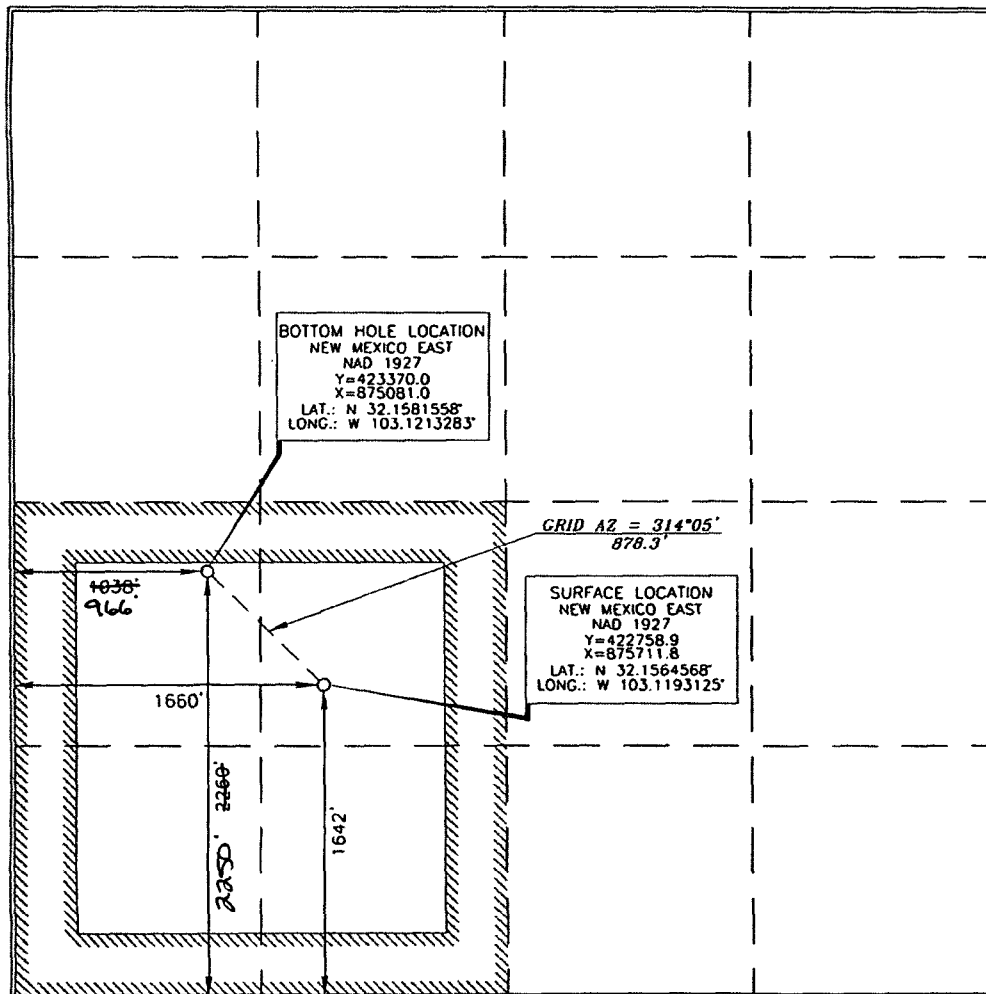 BOTTOM HOLE LOCATION
NEW MEXICO EAST
NAD 1927
Y=423370.0
X=875081.0
LAT.: N 32.1581558°
LONG.: W 103.1213283°
GRID AZ = 314°05'
878.3'
1038'
966'
SURFACE LOCATION
NEW MEXICO EAST
NAD 1927
Y=422758.9
X=875711.8
LAT.: N 32.1564568°
LONG.: W 103.1193125°
1660'
2250' 2260'
1642'